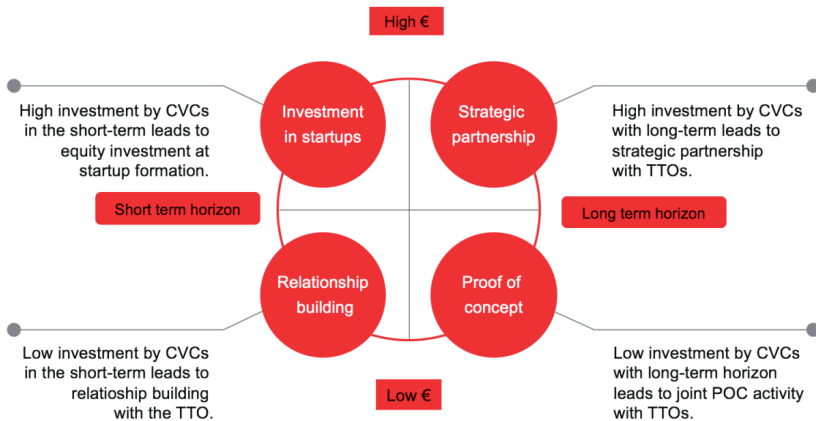 High €
Investment
in startups
Strategic
partnership
High investment by CVCs
in the short-term leads to
equity investment at
startup formation.
High investment by CVCs
with long-term leads to
strategic partnership
with TTOs.
Short term horizon
Long term horizon
Relationship
building
Proof of
concept
Low investment by CVCs
in the short-term leads to
relatioship building
with the TTO.
Low investment by CVCs
with long-term horizon
leads to joint POC activity
with TTOs.
Low €